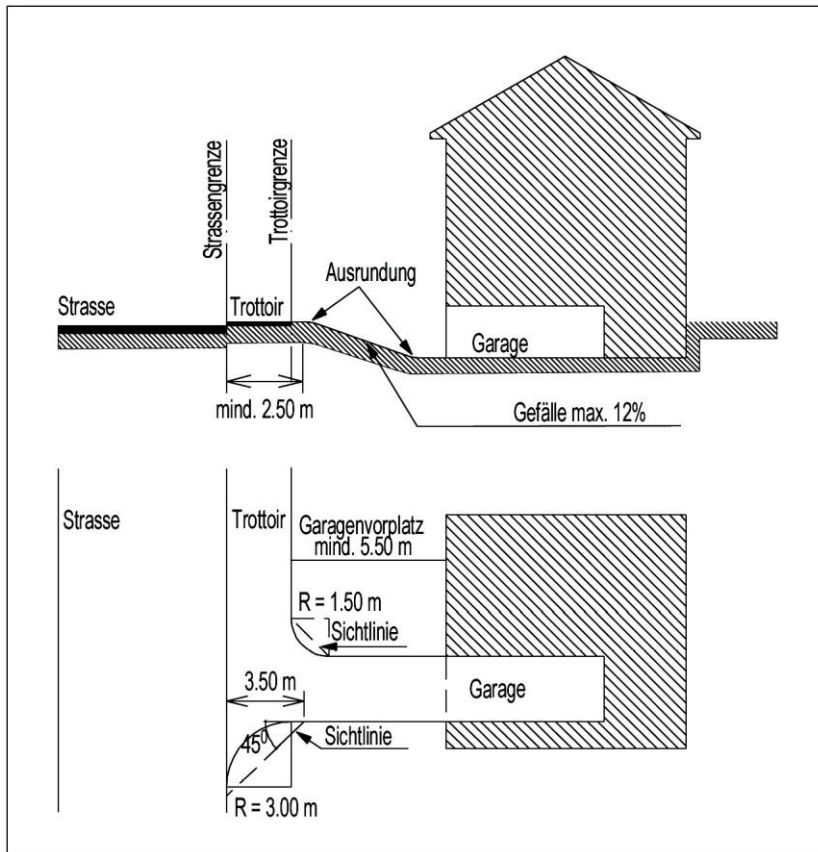 Strassengrenze
Trottoirgrenze
Ausrundung
Strasse
Trottoir
Garage
mind. 2.50 m
Gefälle max. 12%
Strasse
Trottoir
Garagenvorplatz
mind. 5.50 m
R = 1.50 m
Sichtlinie
3.50 m
Garage
45⁰
Sichtlinie
R = 3.00 m